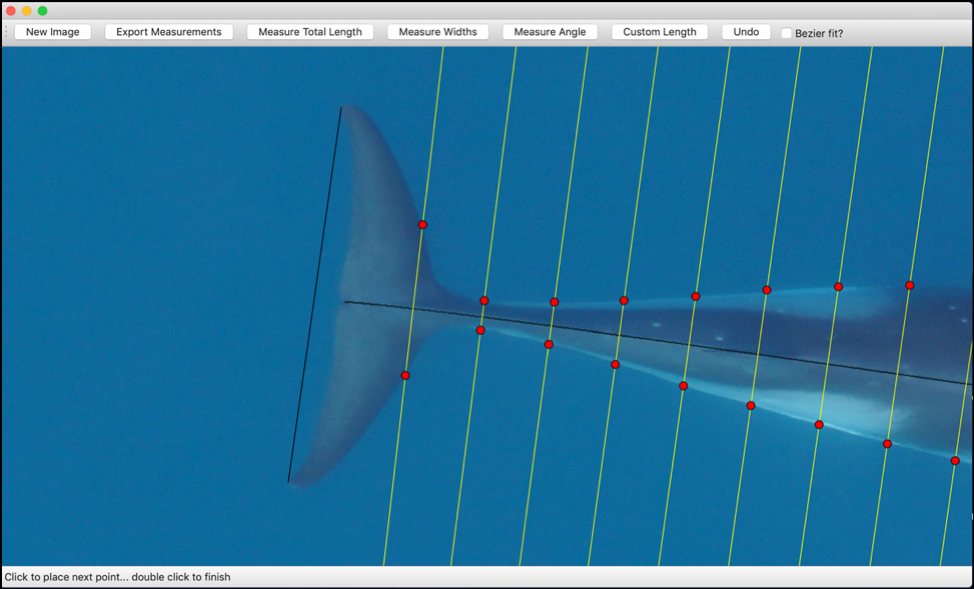 New Image Export Measurements Measure Total Length Measure Widths Measure Angle Custom Length Undo Bezier fit?
Click to place next point... double click to finish